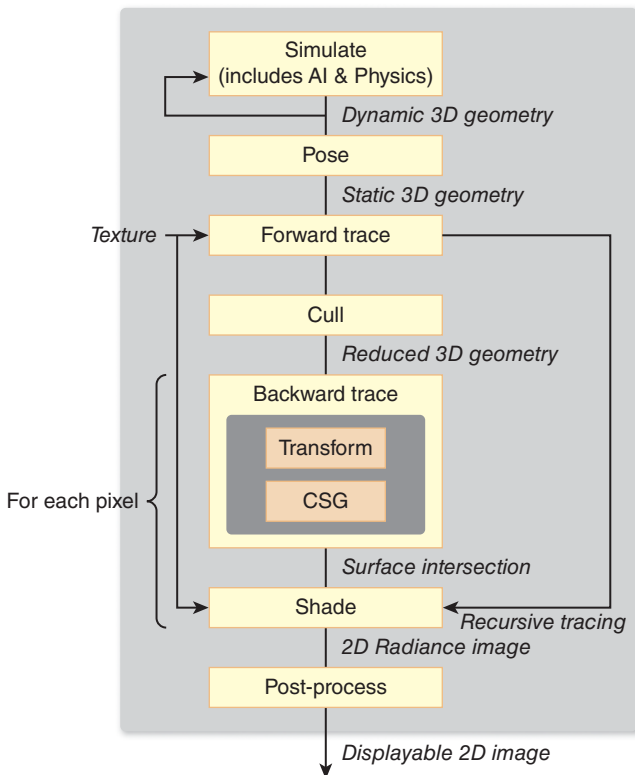 Simulate
(includes AI & Physics)
Dynamic 3D geometry
Pose
Static 3D geometry
Texture
Forward trace
Cull
Reduced 3D geometry
Backward trace
Transform
CSG
For each pixel
Surface intersection
Shade
Recursive tracing
2D Radiance image
Post-process
Displayable 2D image